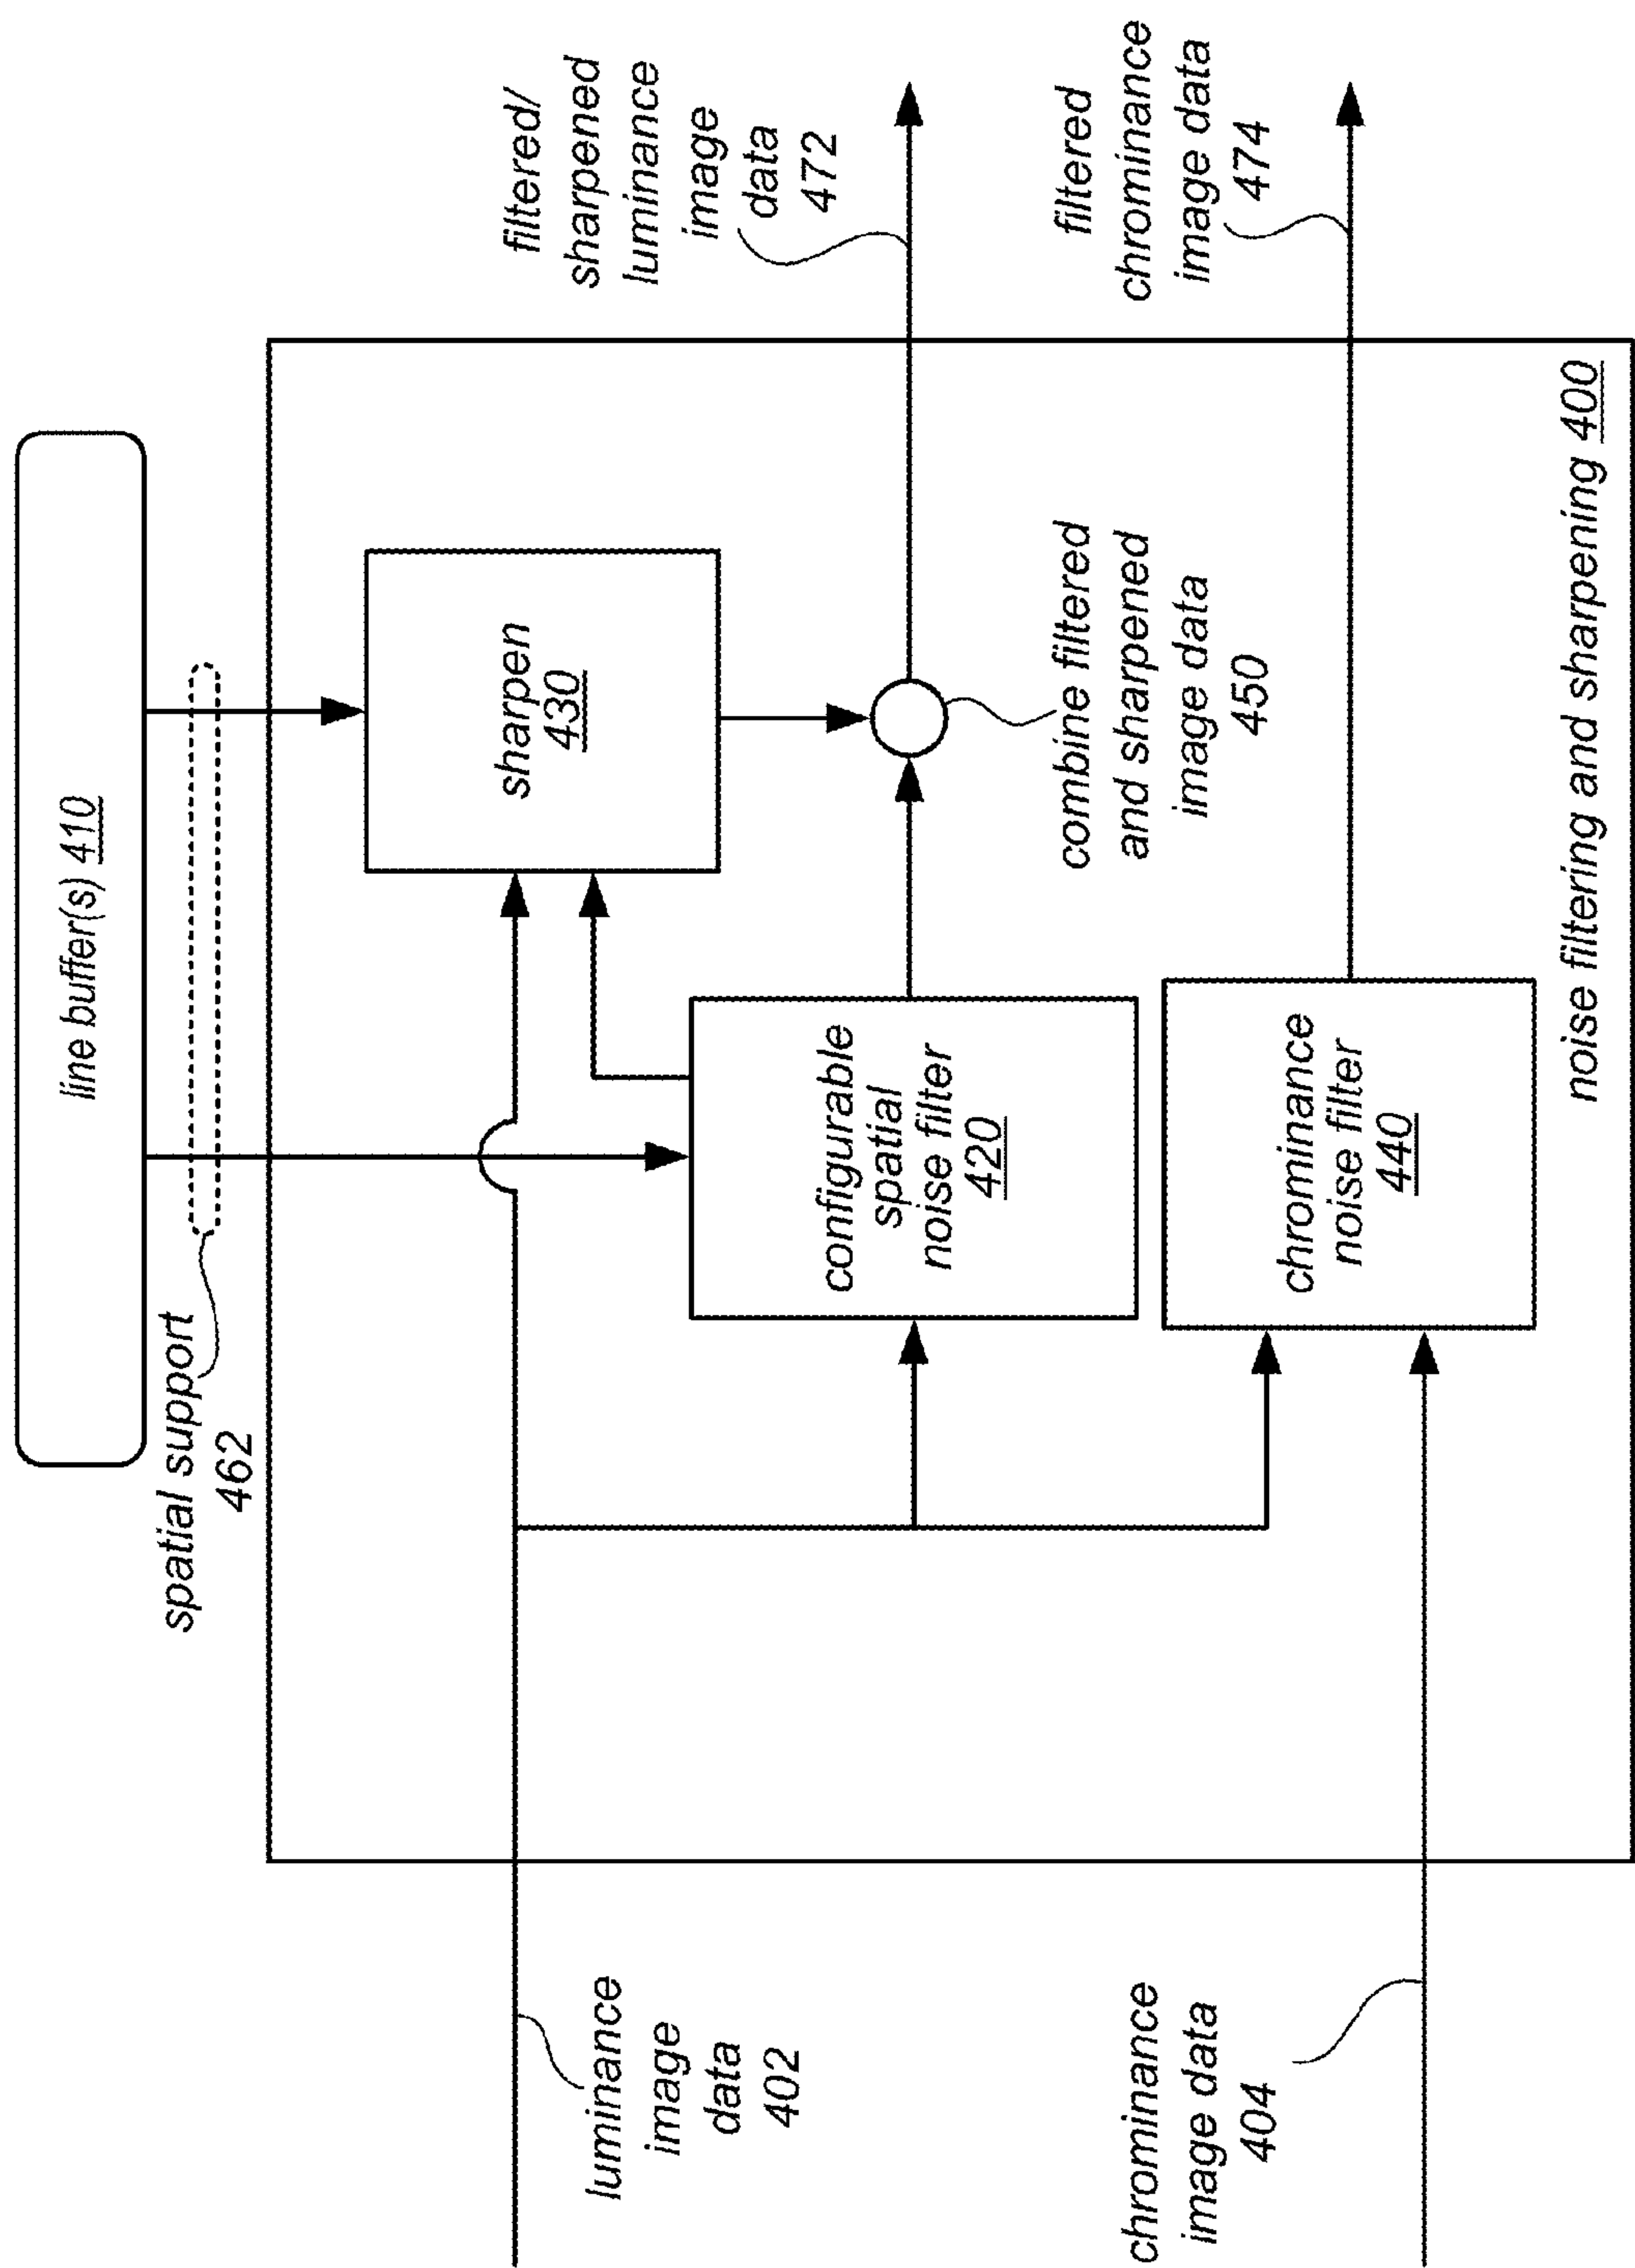 line buffer(s) 410
spatial support
462
luminance
image
data
402
chrominance
image data
404
sharpen
430
configurable
spatial
noise filter
420
chrominance
noise filter
440
combine filtered
and sharpened
image data
450
filtered/
sharpened
luminance
image
data
472
filtered
chrominance
image data
474
noise filtering and sharpening 400